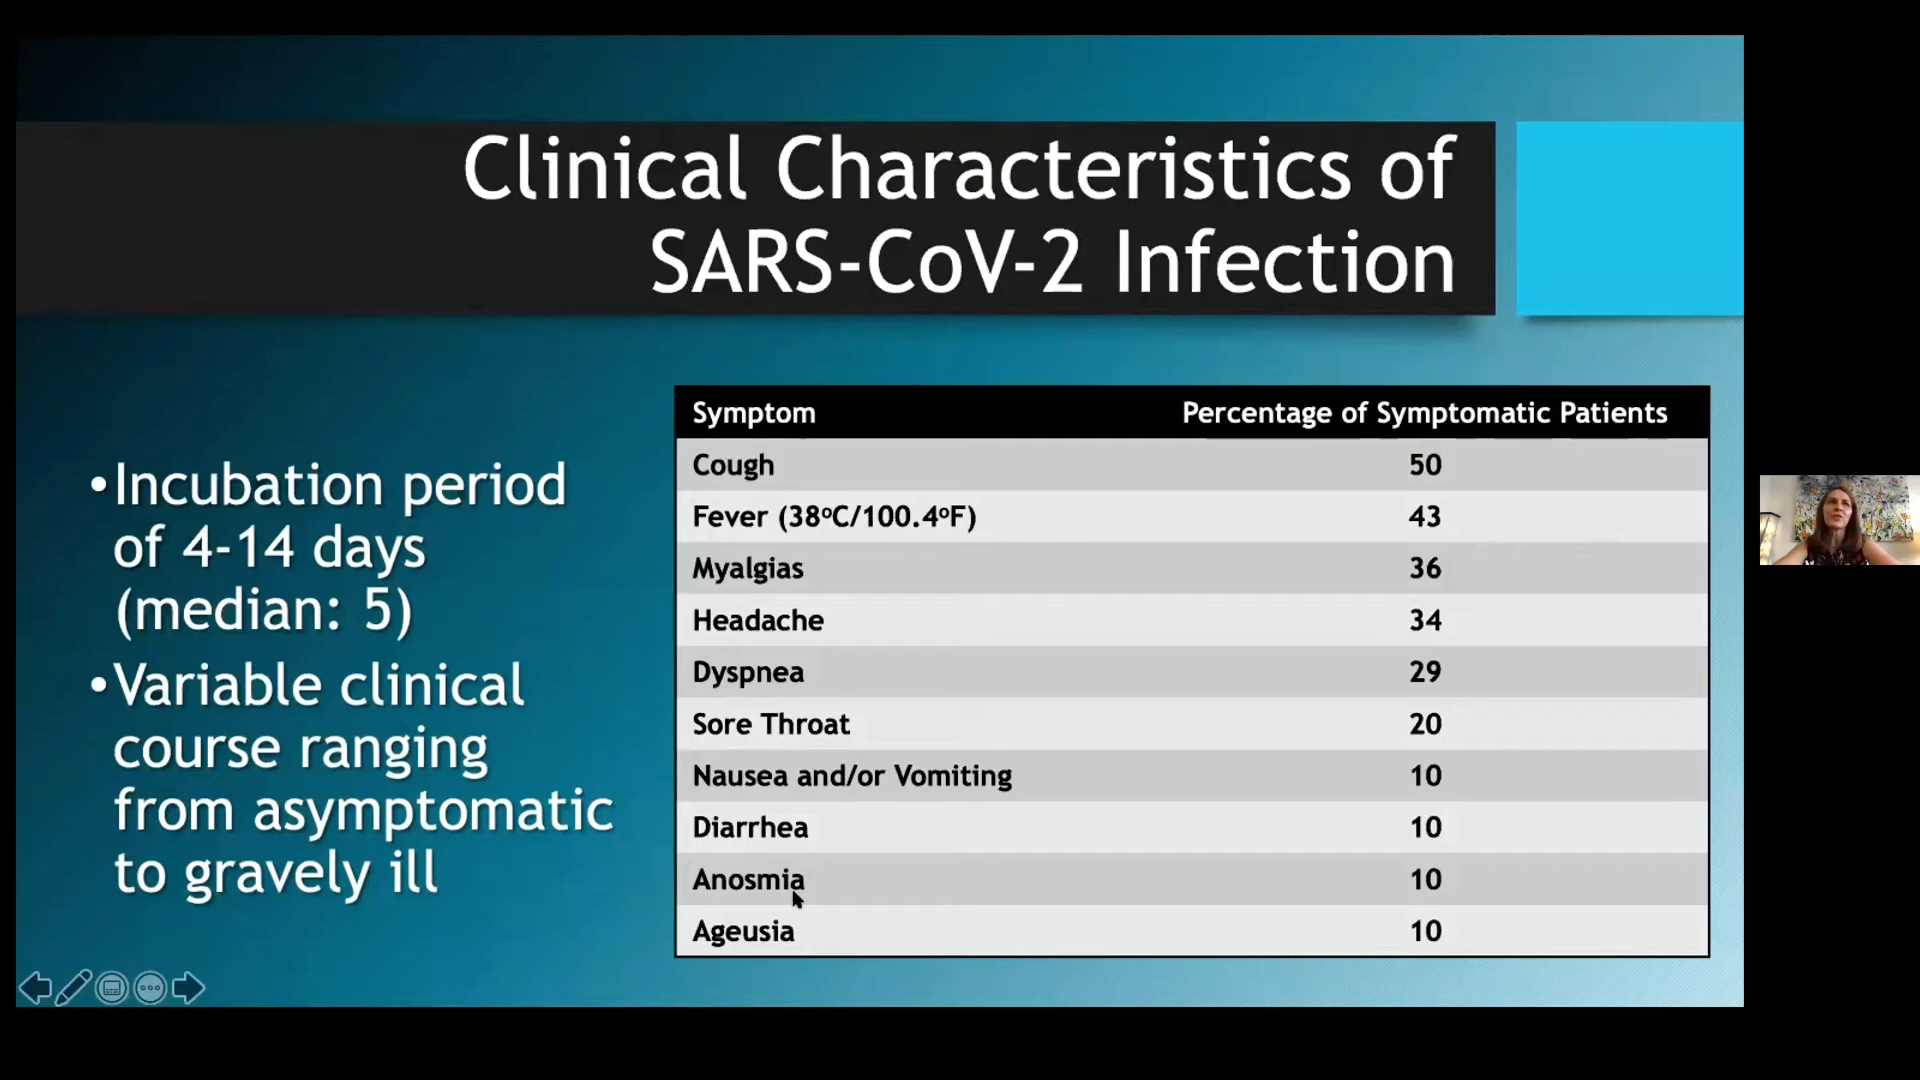 Clinical Characteristics of
SARS-CoV-2 Infection
•Incubation period
of 4-14 days
(median: 5)
•Variable clinical
course ranging
from asymptomatic
to gravely ill
Symptom Percentage of Symptomatic Patients
Cough 50
Fever (38ºC/100.4ºF) 43
Myalgias 36
Headache 34
Dyspnea 29
Sore Throat 20
Nausea and/or Vomiting 10
Diarrhea 10
Anosmia 10
Ageusia 10